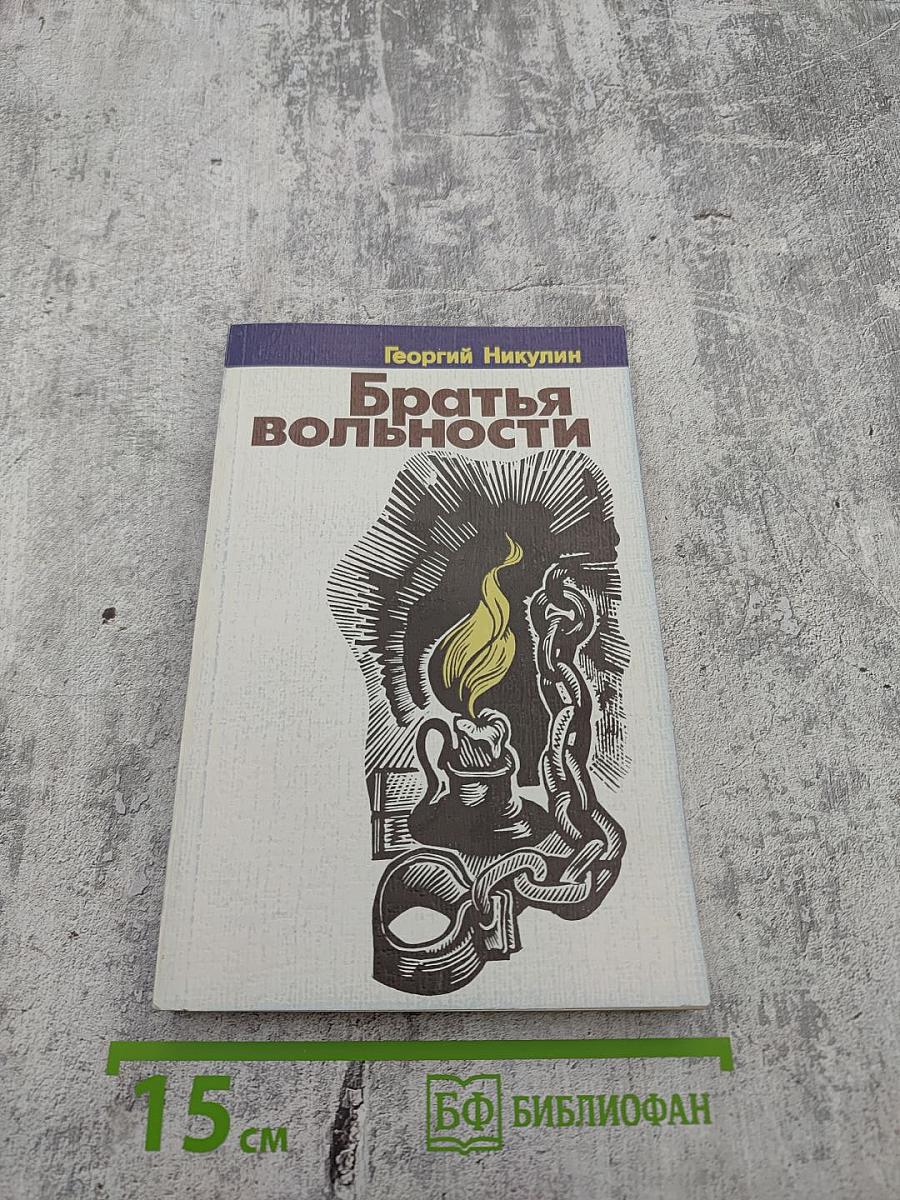 Георгий Никулин
Братья
вольности
15 см
БФ БИБЛИОФАН